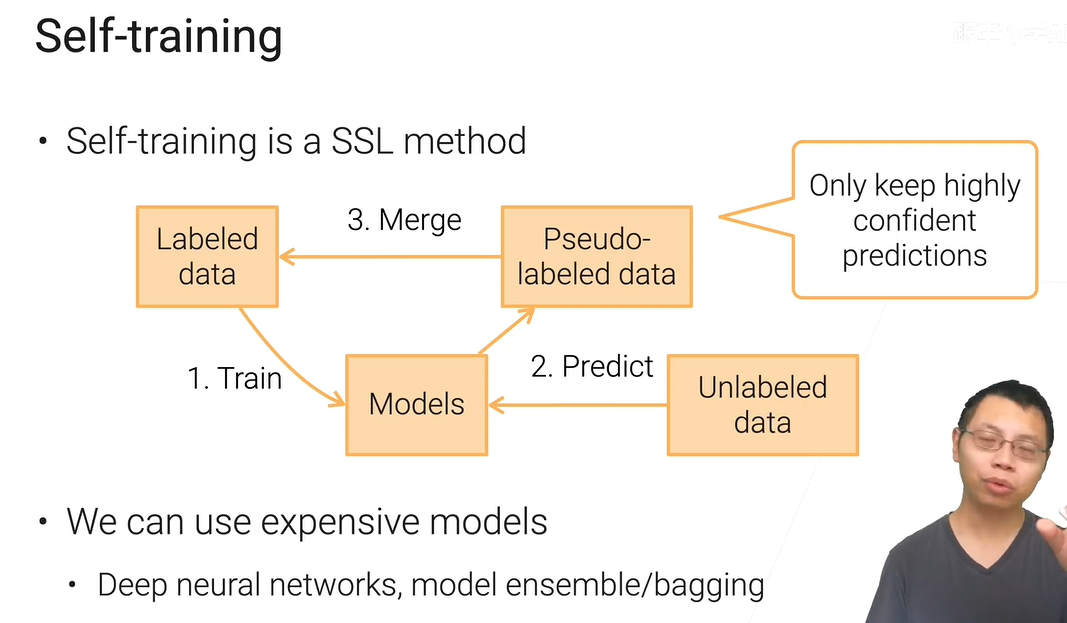 Self-training
• Self-training is a SSL method
Only keep highly
confident
predictions
3. Merge
Labeled
data
Pseudo-
labeled data
1. Train
2. Predict
Models
Unlabeled
data
• We can use expensive models
• Deep neural networks, model ensemble/bagging